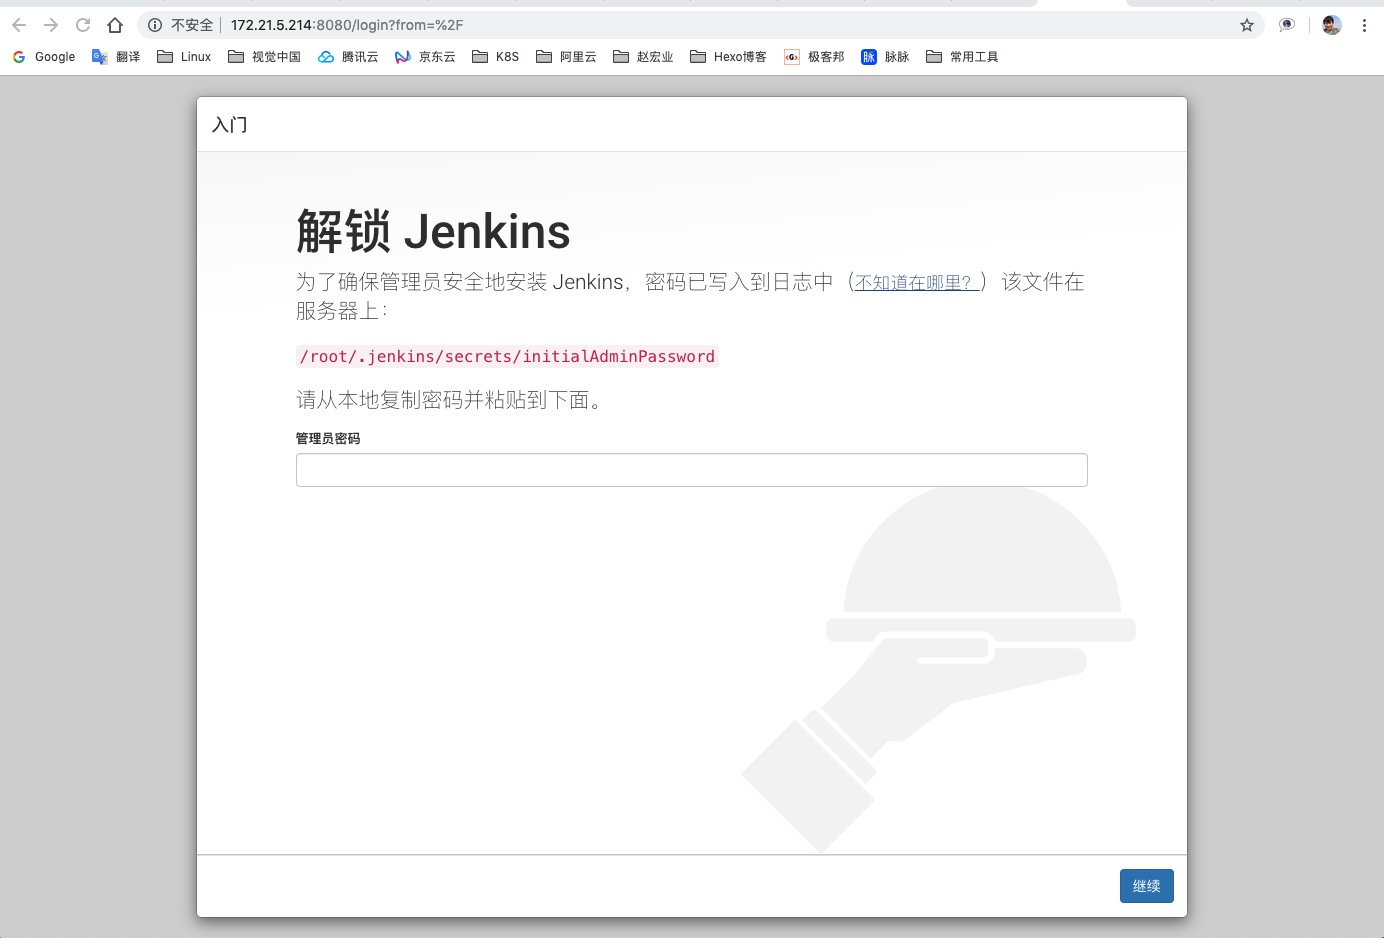 不安全 172.21.5.214:8080/login?from=%2F
Google 翻译 Linux 视觉中国 腾讯云 京东云 K8S 阿里云 赵宏业 Hexo博客 极客邦 脉脉 常用工具
入门
解锁 Jenkins
为了确保管理员安全地安装 Jenkins，密码已写入到日志中（不知道在哪里？）该文件在
服务器上：
/root/.jenkins/secrets/initialAdminPassword
请从本地复制密码并粘贴到下面。
管理员密码
继续